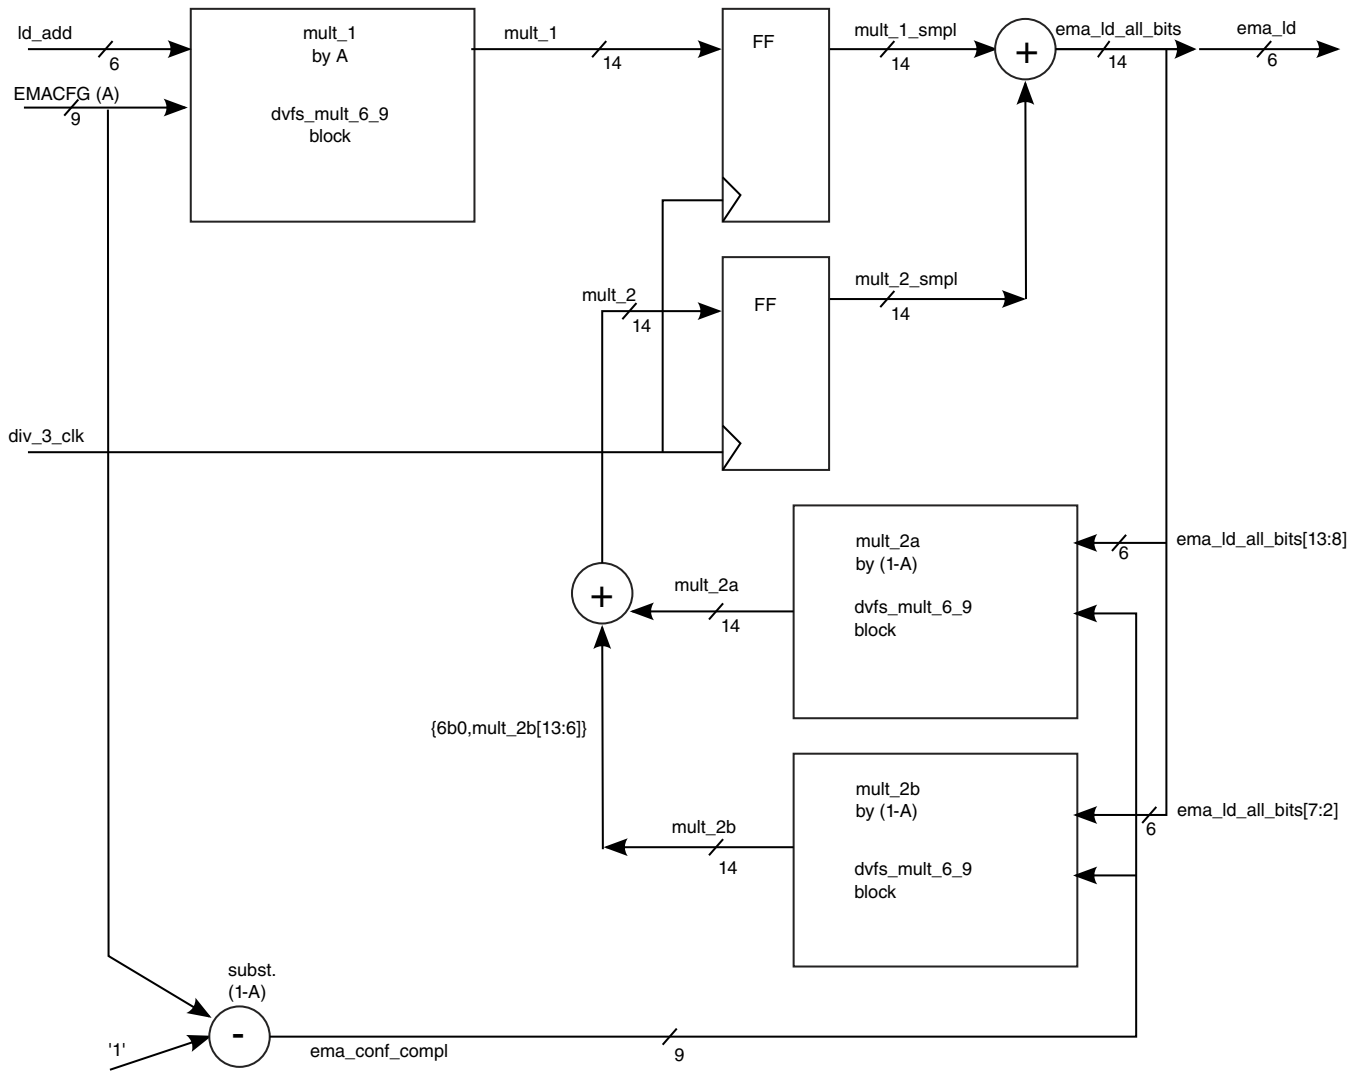 ld_add
6
EMACFG (A)
9
mult_1
by A
dvfs_mult_6_9
block
mult_1
14
FF
mult_1_smpl
14
+
ema_ld_all_bits
14
ema_ld
6
mult_2
14
FF
mult_2_smpl
14
div_3_clk
mult_2a
by (1-A)
dvfs_mult_6_9
block
6
ema_ld_all_bits[13:8]
+
mult_2a
14
{6b0,mult_2b[13:6]}
mult_2b
by (1-A)
dvfs_mult_6_9
block
6
ema_ld_all_bits[7:2]
mult_2b
14
subst.
(1-A)
-
'1'
ema_conf_compl
9